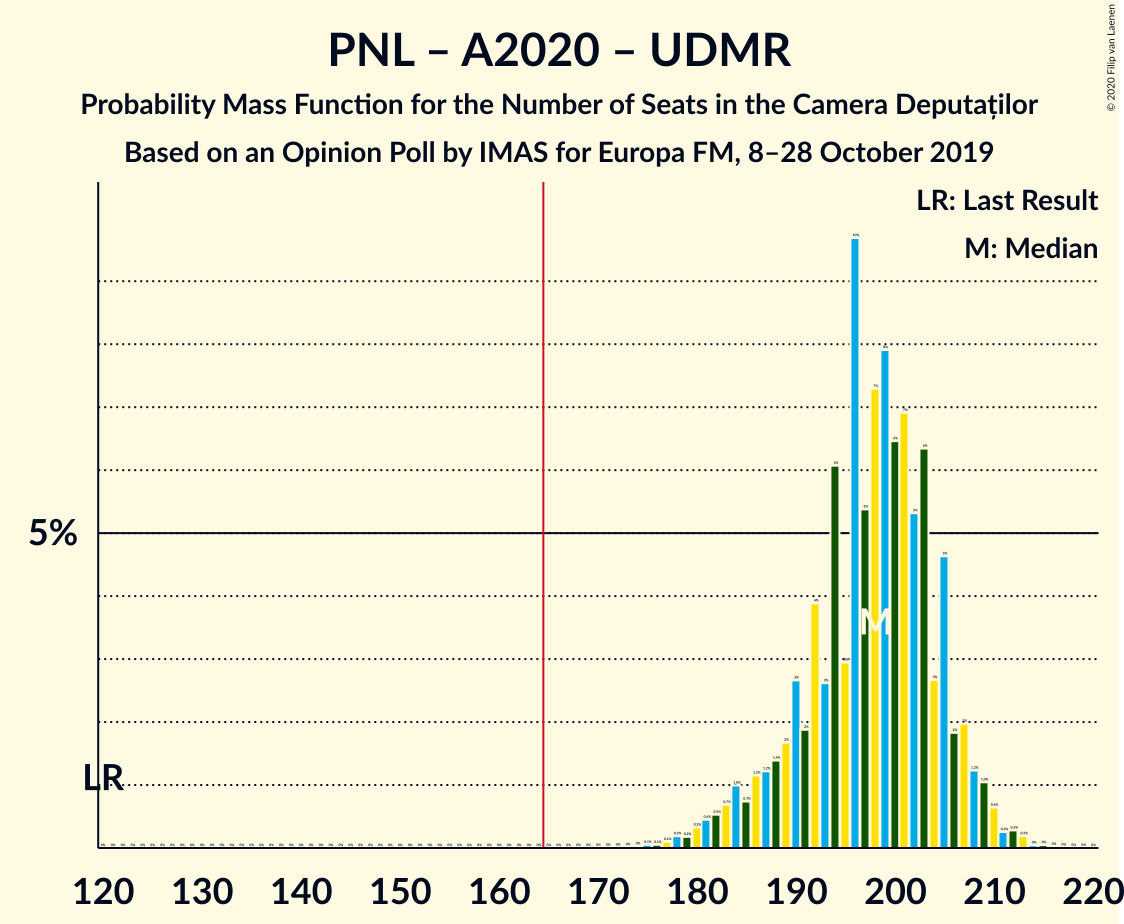 PNL – A2020 – UDMR
Probability Mass Function for the Number of Seats in the Camera Deputaților
Based on an Opinion Poll by IMAS for Europa FM, 8–28 October 2019
© 2020 Filip van Laenen
LR: Last Result
M: Median
5%
M
LR
120 130 140 150 160 170 180 190 200 210 220